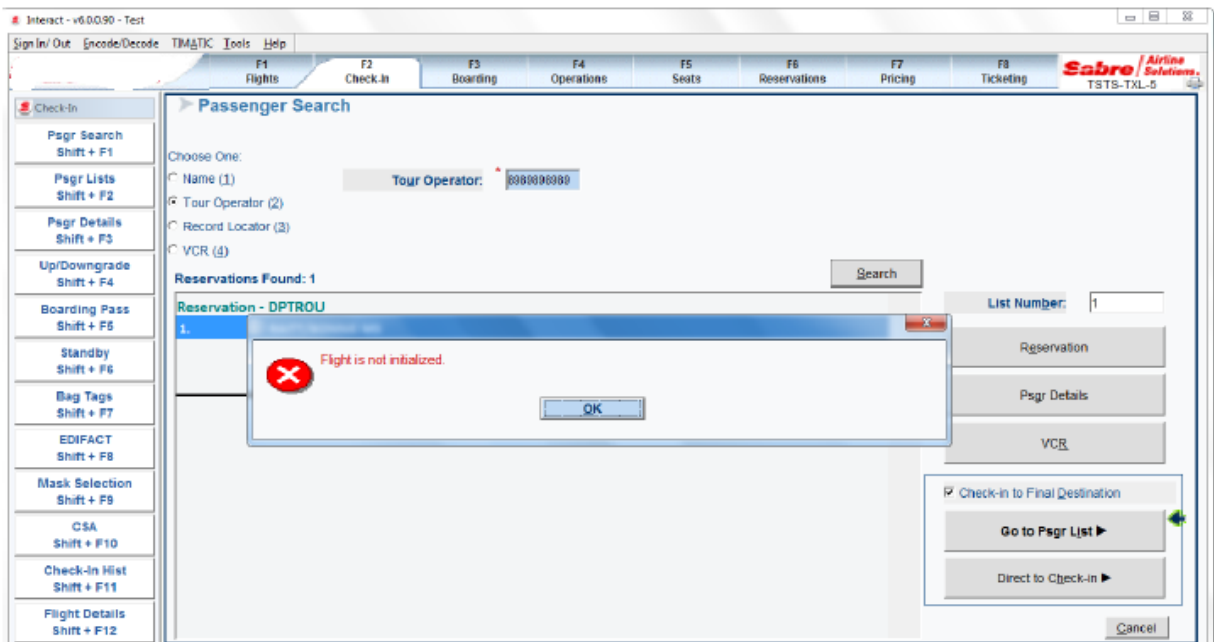 Interact - v6.0.0.90 - Test
Sign In/ Out Encode/Decode TIMATIC Tools Help
F1 F2 F3 F4 F5 F6 F7 F8
Flights Check-In Boarding Operations Seats Reservations Pricing Ticketing
Sabre Airline Solutions.
TSTS-TXL-5
Check-In
Psgr Search
Shift + F1
Psgr Lists
Shift + F2
Psgr Details
Shift + F3
Up/Downgrade
Shift + F4
Boarding Pass
Shift + F5
Standby
Shift + F6
Bag Tags
Shift + F7
EDIFACT
Shift + F8
Mask Selection
Shift + F9
CSA
Shift + F10
Check-In Hist
Shift + F11
Flight Details
Shift + F12
Passenger Search
Choose One:
Name (1)
Tour Operator (2)
Record Locator (3)
VCR (4)
Tour Operator: *
Search
Reservations Found: 1
Reservation - DPTROU
1.
Flight is not initialized.
OK
List Number: 1
Reservation
Psgr Details
VCR
Check-in to Final Destination
Go to Psgr List
Direct to Check-in
Cancel